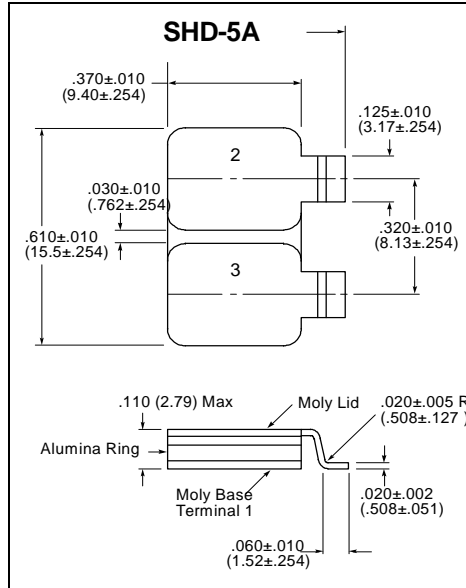 SHD-5A
.370±.010
(9.40±.254)
.125±.010
(3.17±.254)
2
.030±.010
(.762±.254)
.320±.010
(8.13±.254)
.610±.010
(15.5±.254)
3
.110 (2.79) Max
Moly Lid
.020±.005 R
(.508±.127 )
Alumina Ring
Moly Base
Terminal 1
.020±.002
(.508±.051)
.060±.010
(1.52±.254)